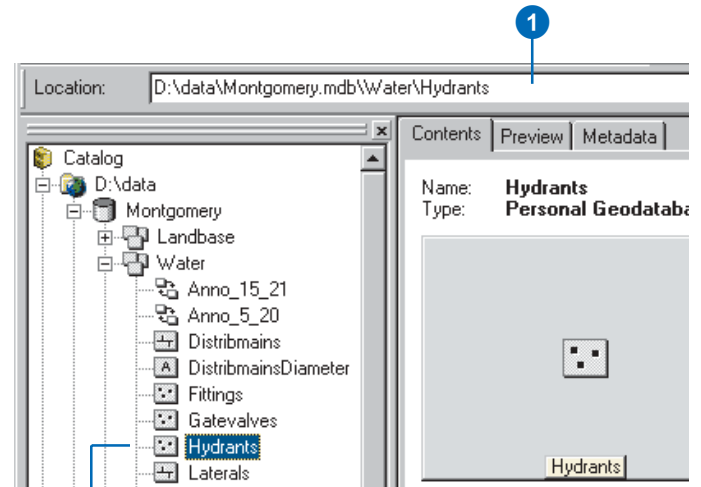 1
Location: D:\data\Montgomery.mdb\Water\Hydrants
Catalog
D:\data
Montgomery
Landbase
Water
Anno_15_21
Anno_5_20
Distribmains
A DistribmainsDiameter
Fittings
Gatevalves
Hydrants
Laterals
Contents Preview Metadata
Name: Hydrants
Type: Personal Geodataba
Hydrants